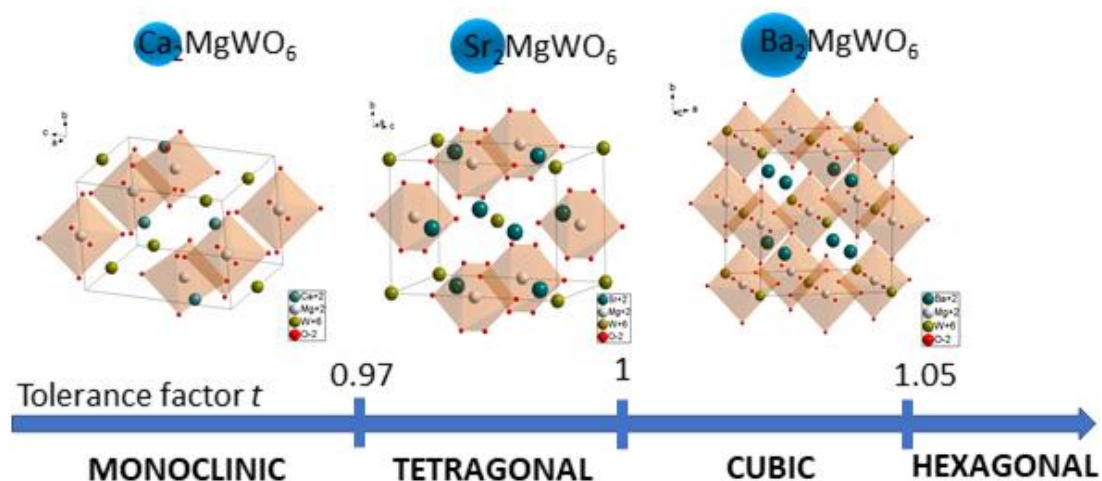 Ca₂MgWO₆
Sr₂MgWO₆
Ba₂MgWO₆
b
c
a
b
c
b
c a
Ca+2
Mg+2
W+6
O-2
Sr+2
Mg+2
W+6
O-2
Ba+2
Mg+2
W+6
O-2
0.97
1
1.05
Tolerance factor t
MONOCLINIC
TETRAGONAL
CUBIC
HEXAGONAL